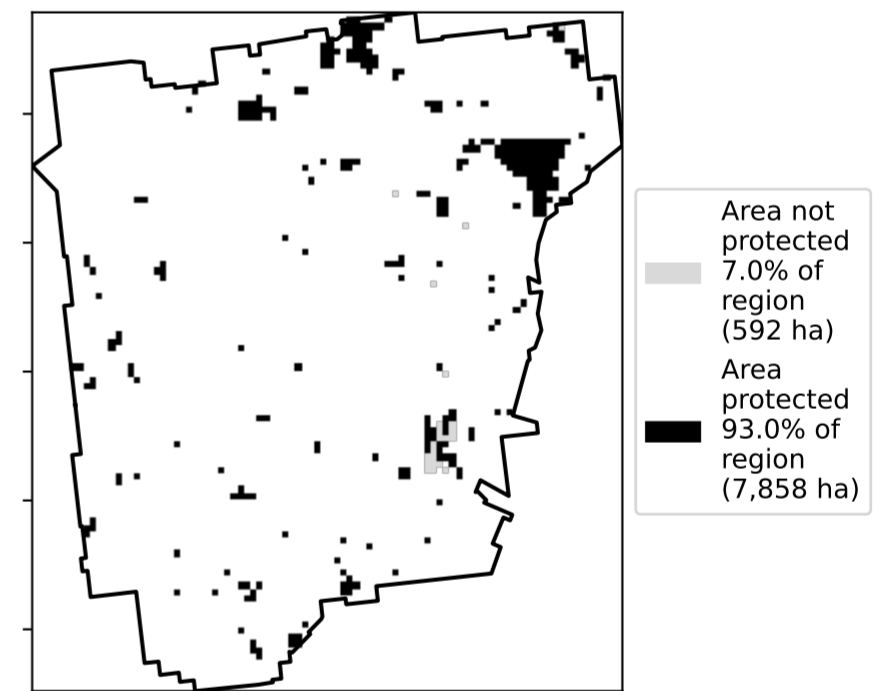 Area not
protected
7.0% of
region
(592 ha)
Area
protected
93.0% of
region
(7,858 ha)